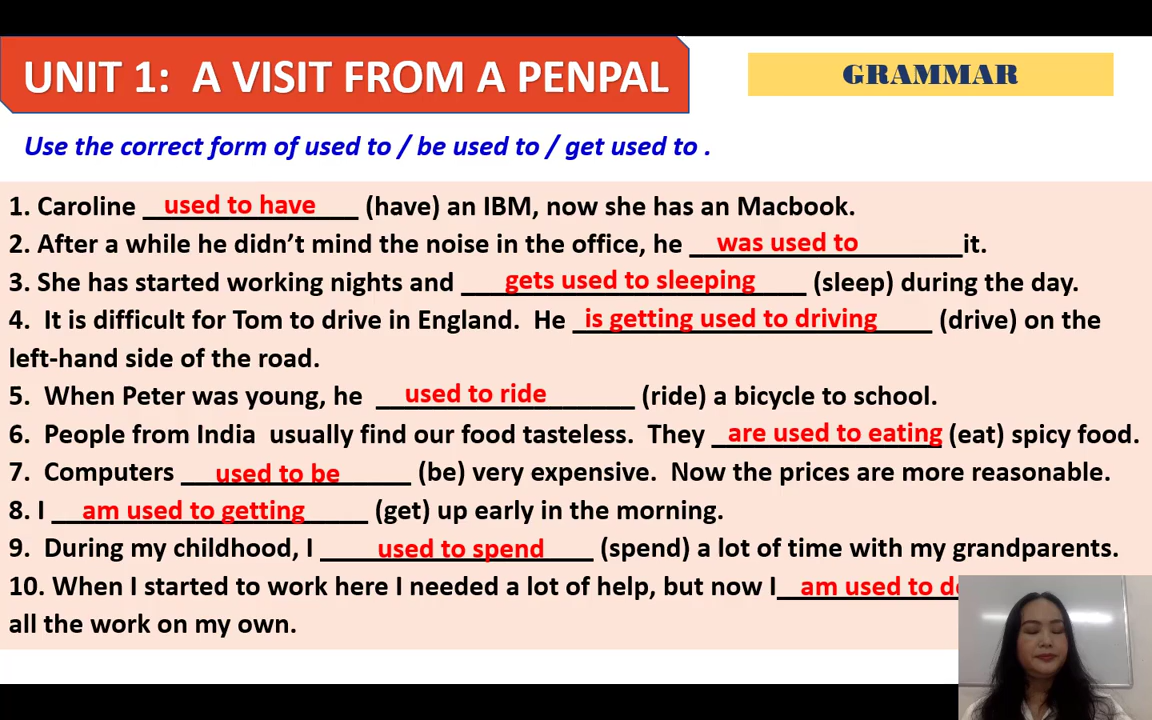 UNIT 1: A VISIT FROM A PENPAL
GRAMMAR
Use the correct form of used to / be used to / get used to .
1. Caroline used to have (have) an IBM, now she has an Macbook.
2. After a while he didn’t mind the noise in the office, he was used to it.
3. She has started working nights and gets used to sleeping (sleep) during the day.
4. It is difficult for Tom to drive in England. He is getting used to driving (drive) on the
left-hand side of the road.
5. When Peter was young, he used to ride (ride) a bicycle to school.
6. People from India usually find our food tasteless. They are used to eating (eat) spicy food.
7. Computers used to be (be) very expensive. Now the prices are more reasonable.
8. I am used to getting (get) up early in the morning.
9. During my childhood, I used to spend (spend) a lot of time with my grandparents.
10. When I started to work here I needed a lot of help, but now I am used to
all the work on my own.